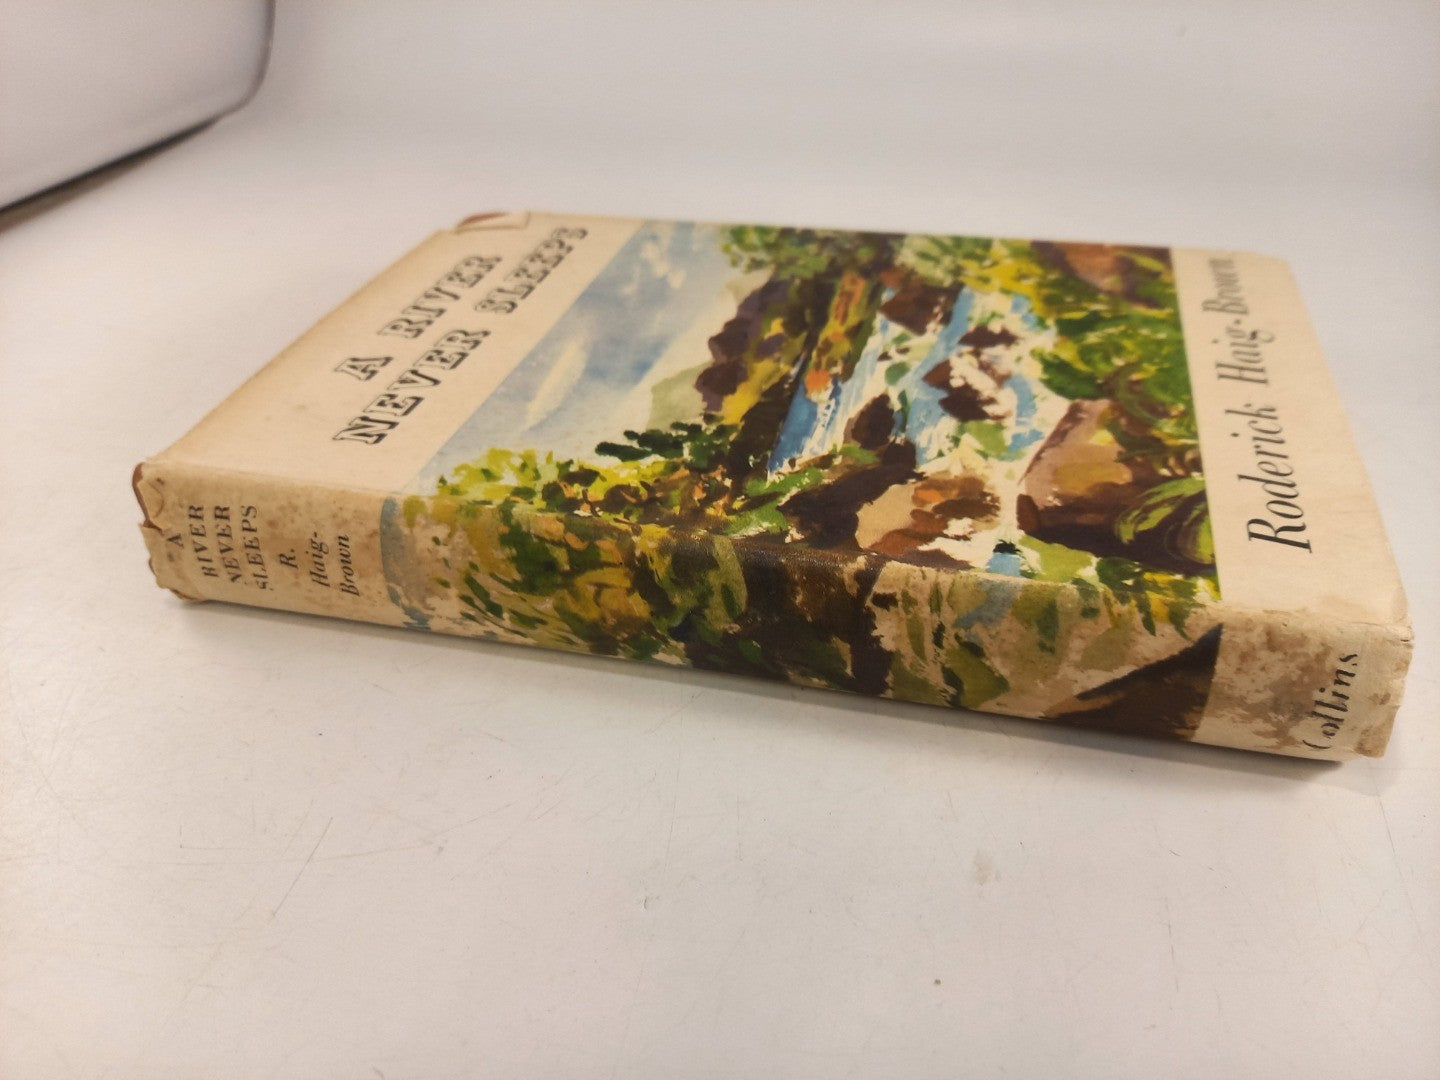 A RIVER
NEVER SLEEPS
Roderick Haig-Brown
A
RIVER
NEVER
SLEEPS
R.
Haig-
Brown
Collins